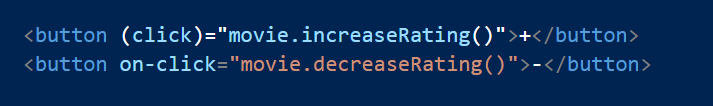 <button (click)="movie.increaseRating()">+</button>
<button on-click="movie.decreaseRating()">-</button>